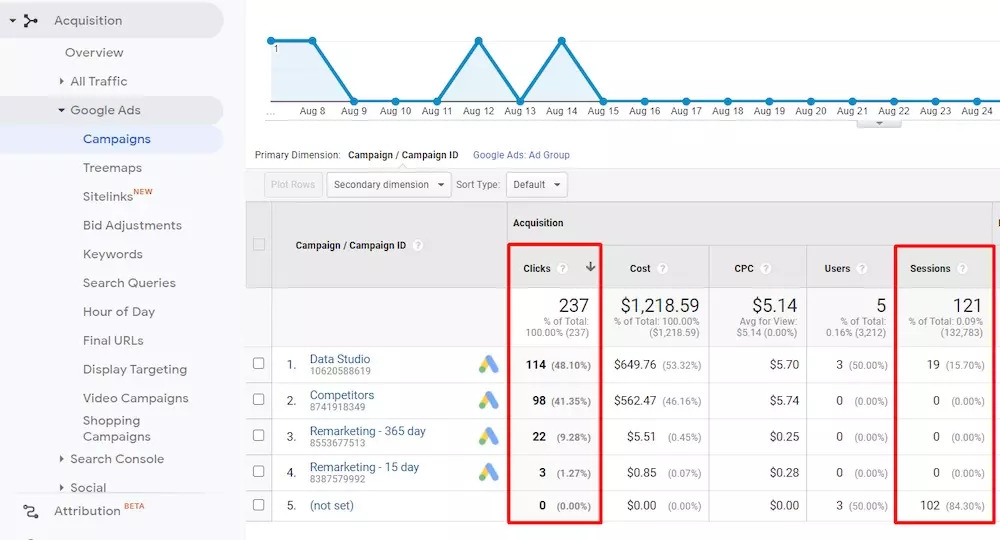 Acquisition
Overview
All Traffic
Google Ads
Campaigns
Treemaps
Sitelinks NEW
Bid Adjustments
Keywords
Search Queries
Hour of Day
Final URLs
Display Targeting
Video Campaigns
Shopping
Campaigns
Search Console
Social
Attribution BETA
1
... Aug 8 Aug 9 Aug 10 Aug 11 Aug 12 Aug 13 Aug 14 Aug 15 Aug 16 Aug 17 Aug 18 Aug 19 Aug 20 Aug 21 Aug 22 Aug 23 Aug 24
Primary Dimension: Campaign / Campaign ID Google Ads: Ad Group
Plot Rows Secondary dimension Sort Type: Default
Acquisition
Campaign / Campaign ID ? Clicks ? Cost ? CPC ? Users ? Sessions ?
237 $1,218.59 $5.14 5 121
% of Total: % of Total: 100.00% Avg for View: % of Total: % of Total: 0.09%
100.00% (237) ($1,218.59) $5.14 (0.00%) 0.16% (3,212) (132,783)
1. Data Studio 114 (48.10%) $649.76 (53.32%) $5.70 3 (50.00%) 19 (15.70%)
10620588619
2. Competitors 98 (41.35%) $562.47 (46.16%) $5.74 0 (0.00%) 0 (0.00%)
8741918349
3. Remarketing - 365 day 22 (9.28%) $5.51 (0.45%) $0.25 0 (0.00%) 0 (0.00%)
8553677513
4. Remarketing - 15 day 3 (1.27%) $0.85 (0.07%) $0.28 0 (0.00%) 0 (0.00%)
8387579992
5. (not set) 0 (0.00%) $0.00 (0.00%) $0.00 3 (50.00%) 102 (84.30%)